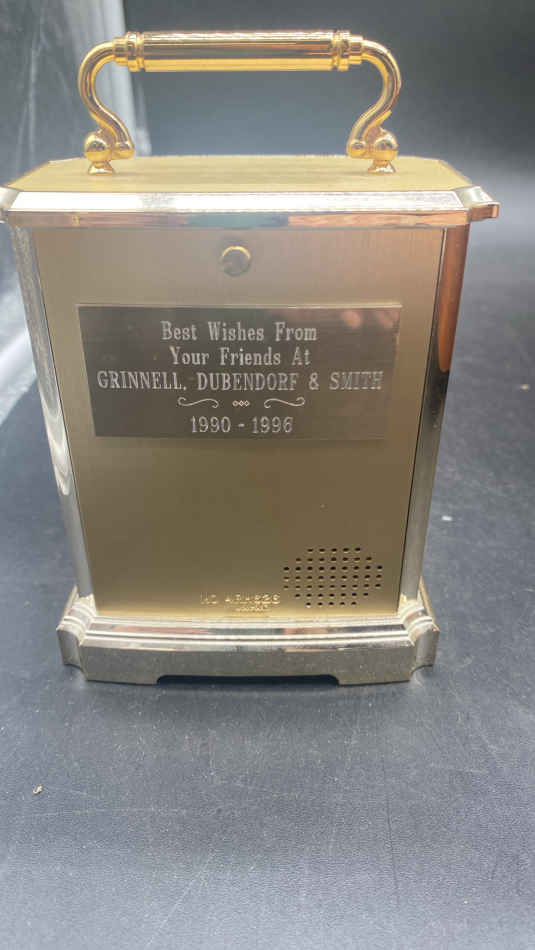 Best Wishes From
Your Friends At
GRINNELL, DUBENDORF & SMITH
1990 - 1996